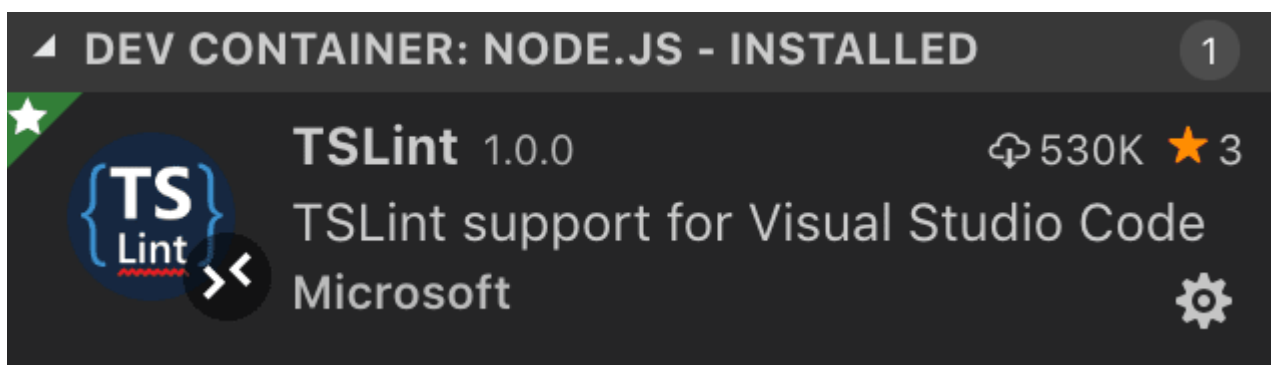 DEV CONTAINER: NODE.JS - INSTALLED 1
{TS}
Lint
TSLint 1.0.0 530K 3
TSLint support for Visual Studio Code
Microsoft